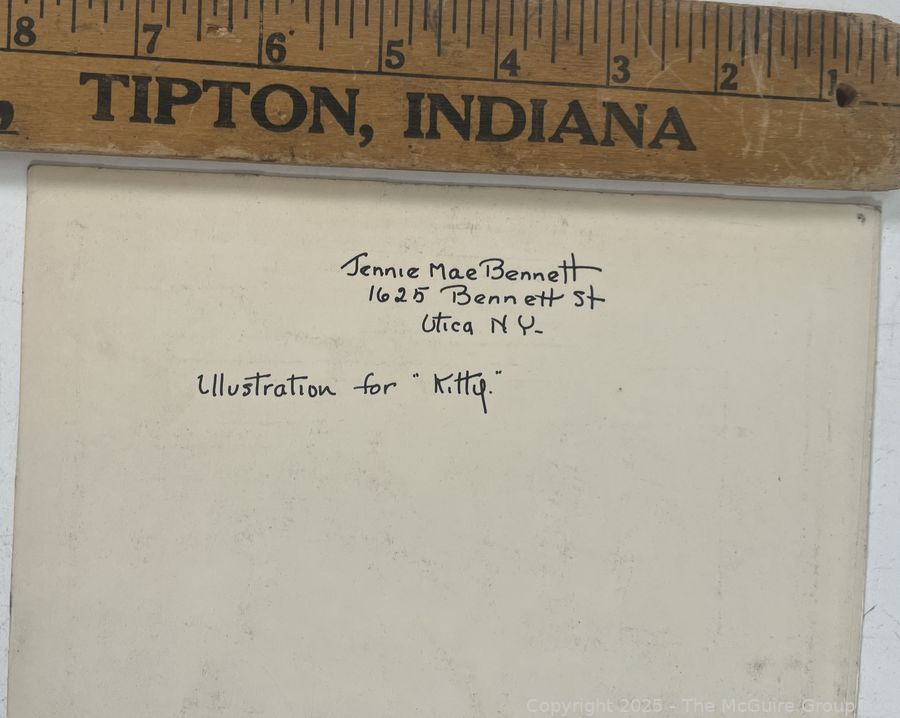 8 7 6 5 4 3 2 1
, TIPTON, INDIANA
Jennie Mae Bennett
1625 Bennett St
Utica N Y-
Illustration for "Kitty."
Copyright 2025 - The McGuire Group